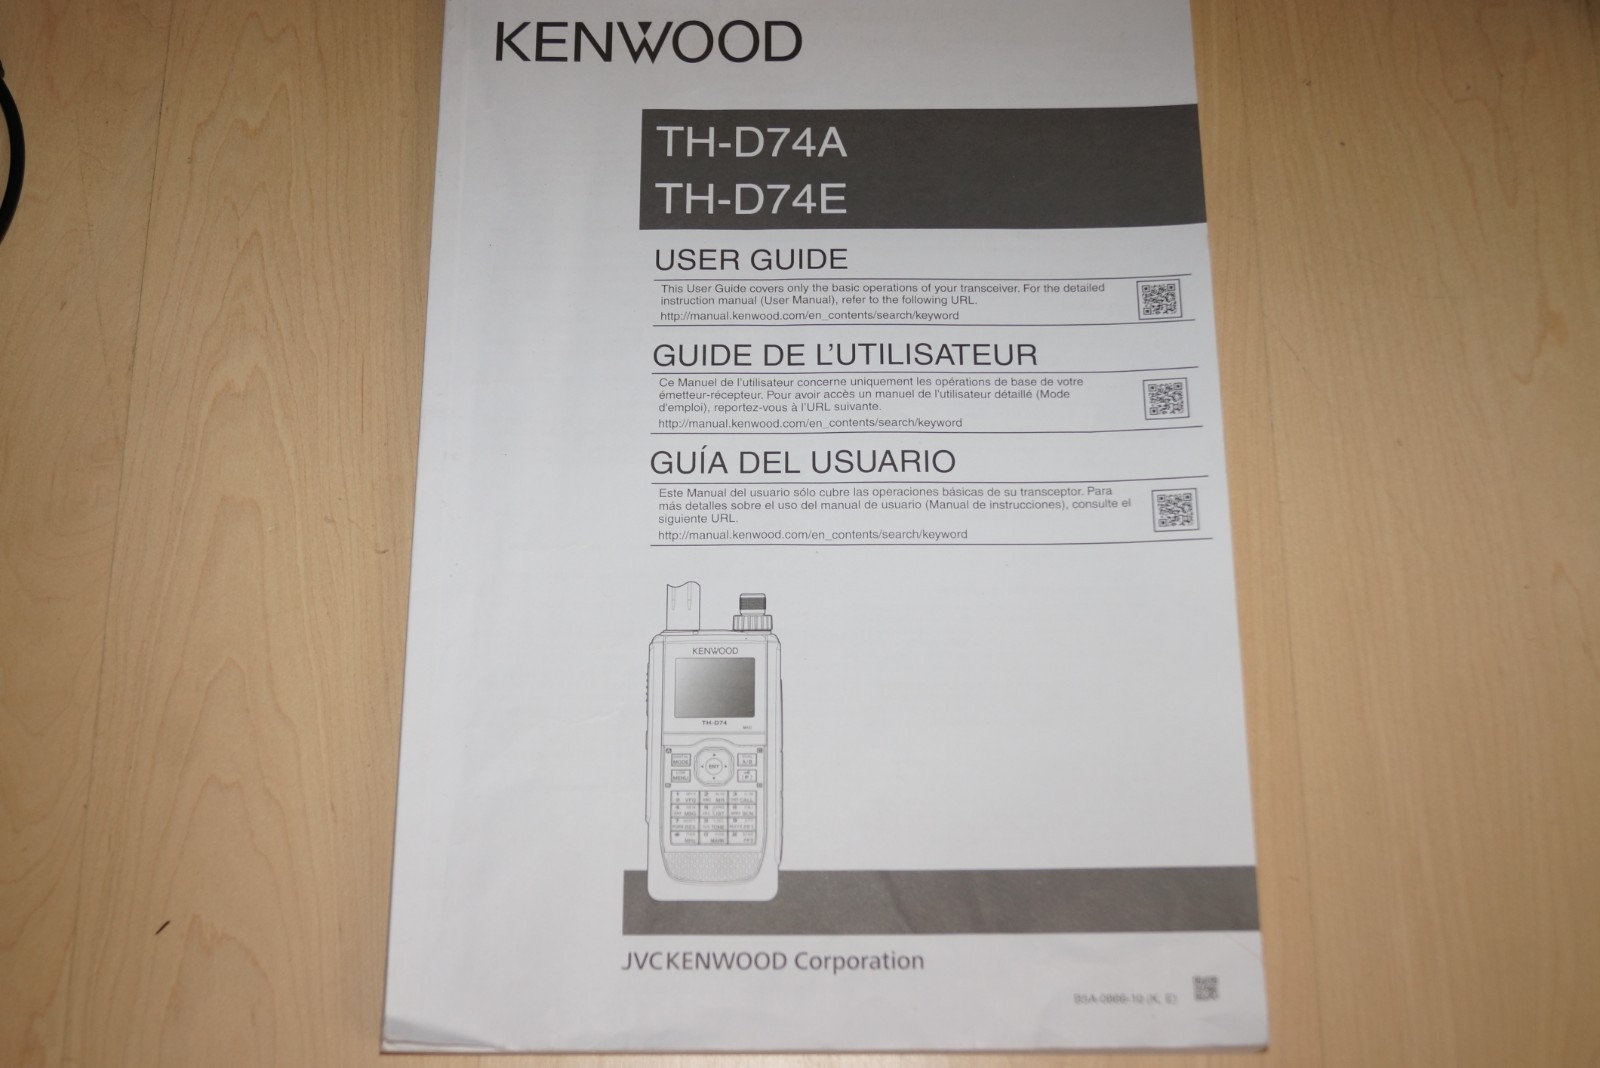 KENWOOD
TH-D74A
TH-D74E
USER GUIDE
This User Guide covers only the basic operations of your transceiver. For the detailed
instruction manual (User Manual), refer to the following URL.
http://manual.kenwood.com/en_contents/search/keyword
GUIDE DE L'UTILISATEUR
Ce Manuel de l'utilisateur concerne uniquement les opérations de base de votre
émetteur-récepteur. Pour avoir accès un manuel de l'utilisateur détaillé (Mode
d'emploi), reportez-vous à l'URL suivante.
http://manual.kenwood.com/en_contents/search/keyword
GUÍA DEL USUARIO
Este Manual del usuario sólo cubre las operaciones básicas de su transceptor. Para
más detalles sobre el uso del manual de usuario (Manual de instrucciones), consulte el
siguiente URL.
http://manual.kenwood.com/en_contents/search/keyword
KENWOOD
TH-D74
MODE
ENT
A/B
MENU
F
JVCKENWOOD Corporation
B5A-0866-10 (K, E)